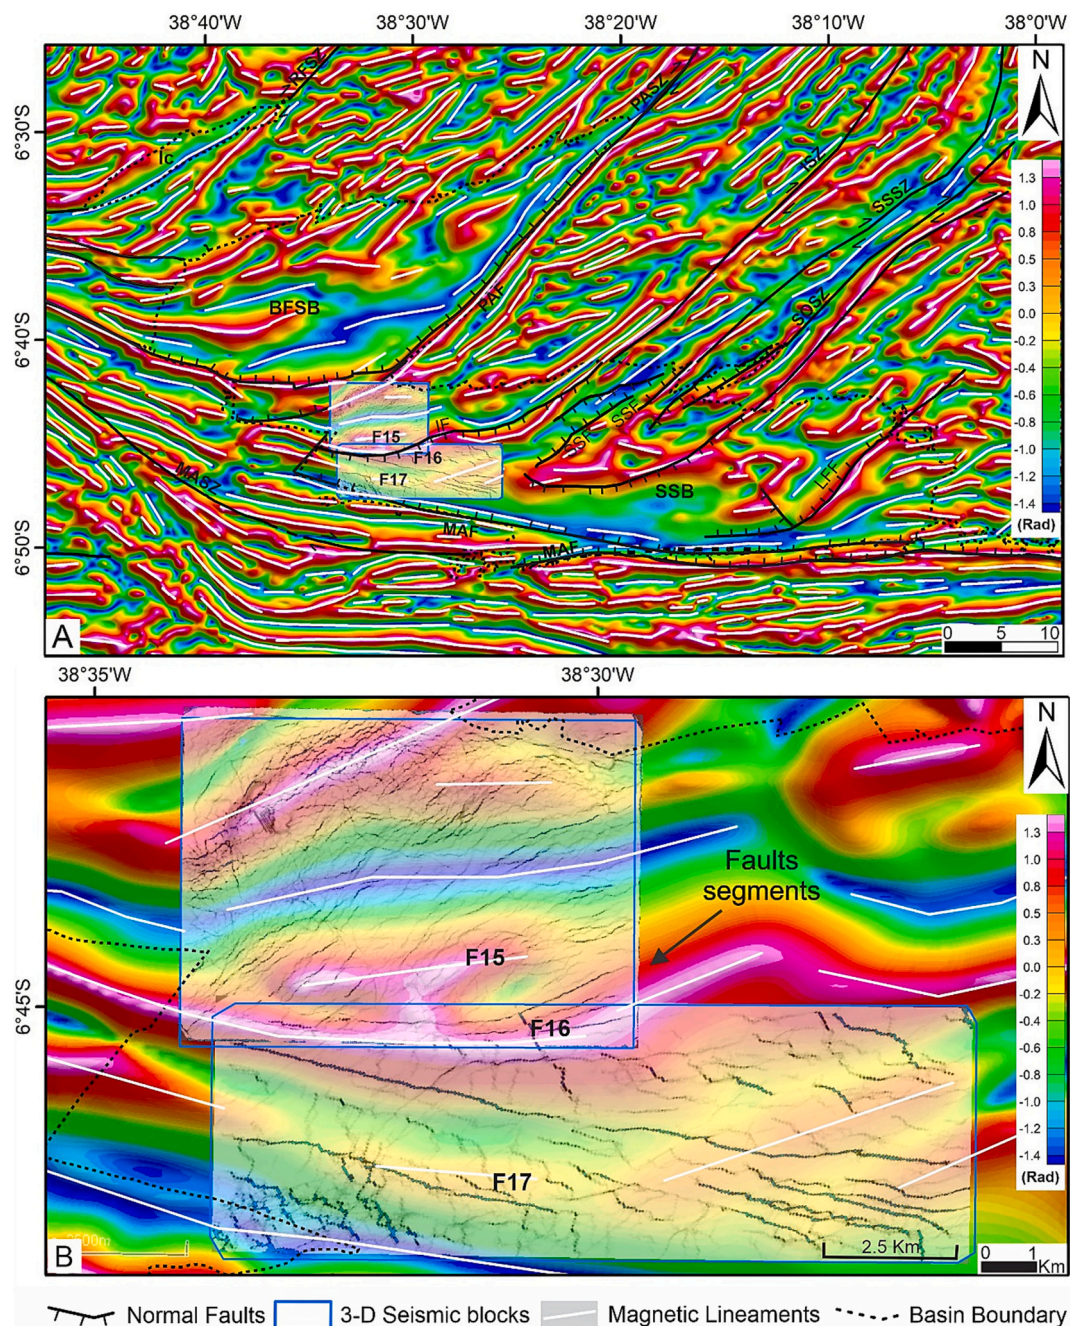 38°40'W 38°30'W 38°20'W 38°10'W 38°0'W
N
RFSZ
PASZ
6°30'S
Ic
ISZ
SSSZ
1.3
1.0
0.8
0.5
0.3
0.0
-0.2
-0.4
-0.6
-0.8
-1.0
-1.2
-1.4
(Rad)
BFSB
PAF
6°40'S
IF
F15
F16
F17
SSF
SSB
LFF
MASZ
MAF
MAF
6°50'S
A
0 5 10
38°35'W 38°30'W
N
1.3
1.0
0.8
0.5
0.3
0.0
-0.2
-0.4
-0.6
-0.8
-1.0
-1.2
-1.4
(Rad)
Faults
segments
F15
6°45'S
F16
F17
B
2.5 Km
0 1
Km
Normal Faults 3-D Seismic blocks Magnetic Lineaments Basin Boundary